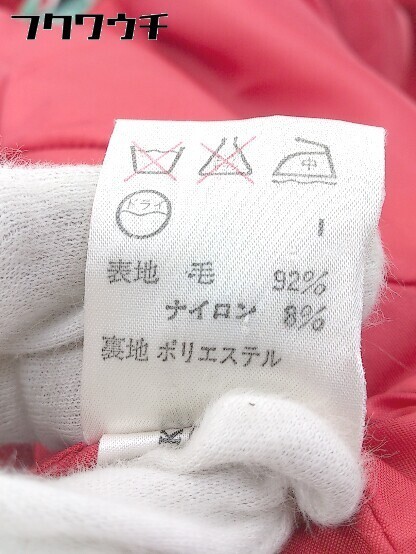 フクワウチ
中
ドライ
I
表地 毛 92%
ナイロン 8%
裏地 ポリエステル
K